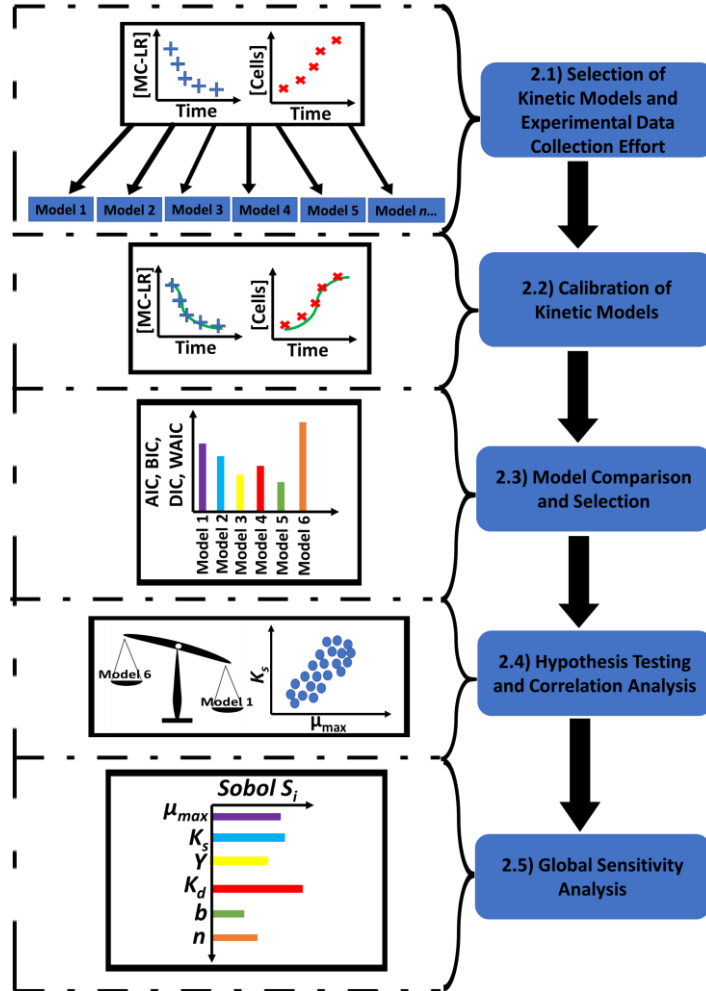 [MC-LR]
Time
[Cells]
Time
2.1) Selection of
Kinetic Models and
Experimental Data
Collection Effort
Model 1
Model 2
Model 3
Model 4
Model 5
Model n...
[MC-LR]
Time
[Cells]
Time
2.2) Calibration of
Kinetic Models
AIC, BIC,
DIC, WAIC
Model 1
Model 2
Model 3
Model 4
Model 5
Model 6
2.3) Model Comparison
and Selection
Model 6
Model 1
Ks
μmax
2.4) Hypothesis Testing
and Correlation Analysis
Sobol Si
μmax
Ks
Y
Kd
b
n
2.5) Global Sensitivity
Analysis